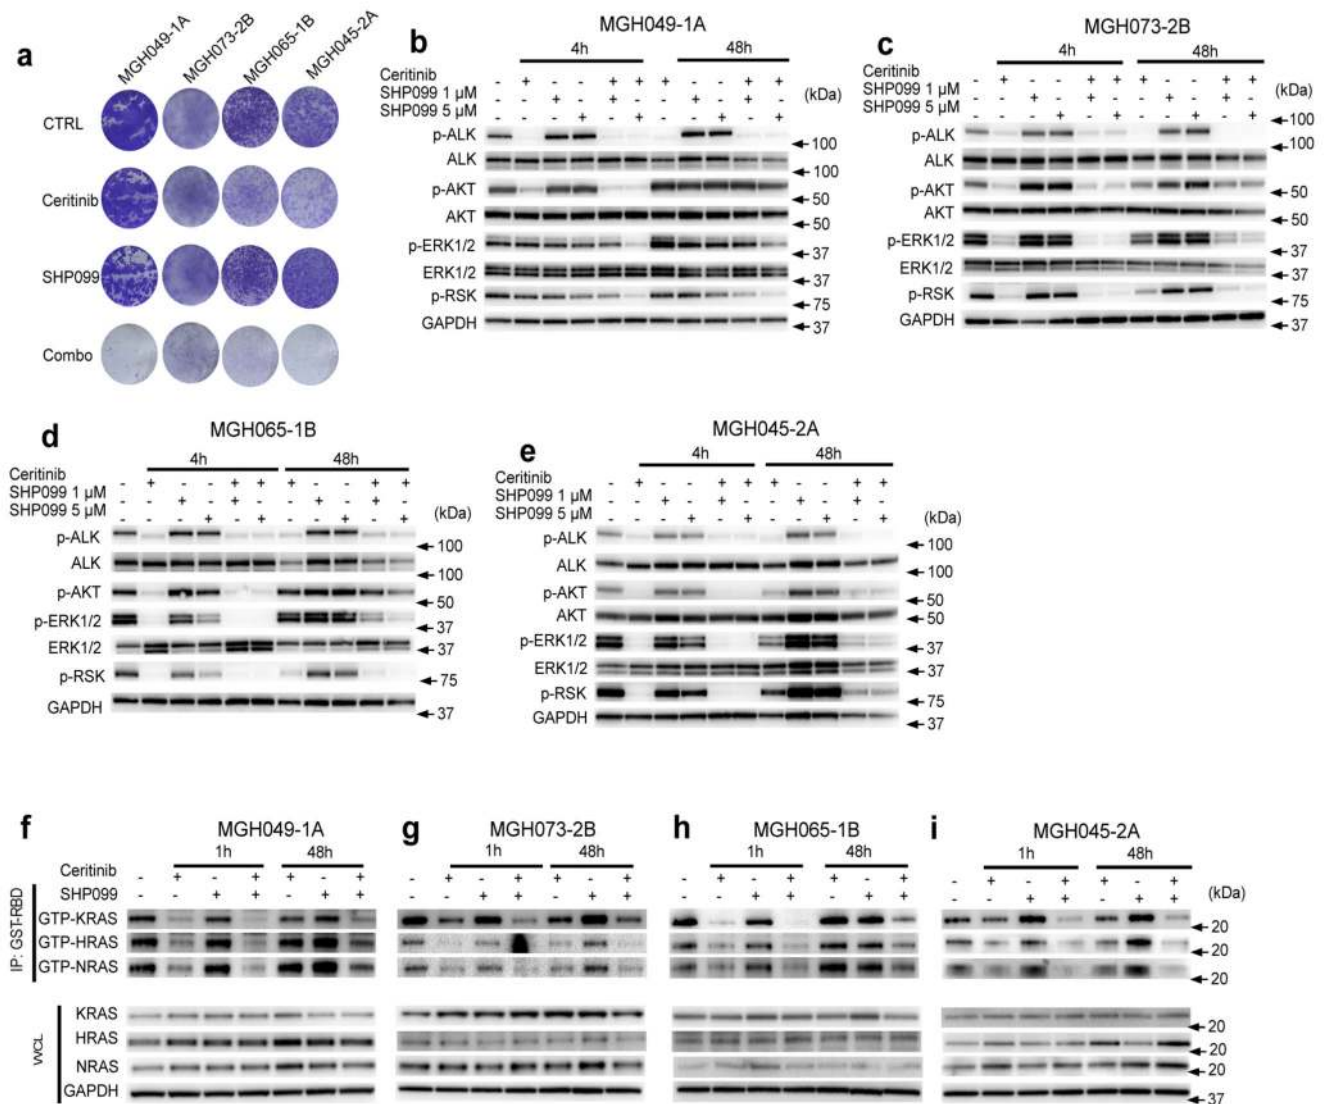 a
MGH049-1A
MGH073-2B
MGH065-1B
MGH045-2A
CTRL
Ceritinib
SHP099
Combo
b
MGH049-1A
4h 48h
Ceritinib - + - - + + + - - + +
SHP099 1 µM - - + - + - - + - + -
SHP099 5 µM - - - + - + - - + - +
(kDa)
p-ALK
100
ALK
100
p-AKT
50
AKT
50
p-ERK1/2
37
ERK1/2
37
p-RSK
75
GAPDH
37
c
MGH073-2B
4h 48h
Ceritinib - + - - + + + - - + +
SHP099 1 µM - - + - + - - + - + -
SHP099 5 µM - - - + - + - - + - +
(kDa)
100
p-ALK
100
ALK
p-AKT
50
AKT
50
p-ERK1/2
37
ERK1/2
37
p-RSK
75
GAPDH
37
d
MGH065-1B
4h 48h
Ceritinib - + - - + + + - - + +
SHP099 1 µM - - + - + - - + - + -
SHP099 5 µM - - - + - + - - + - +
(kDa)
p-ALK
100
ALK
100
p-AKT
50
p-ERK1/2
37
ERK1/2
37
p-RSK
75
GAPDH
37
e
MGH045-2A
4h 48h
Ceritinib - + - - + + + - - + +
SHP099 1 µM - - + - + - - + - + -
SHP099 5 µM - - - + - + - - + - +
(kDa)
p-ALK
100
ALK
100
p-AKT
50
AKT
50
p-ERK1/2
37
ERK1/2
37
p-RSK
75
GAPDH
37
f
MGH049-1A
1h 48h
Ceritinib - + - + + - +
SHP099 - - + + - + +
IP: GST-RBD
GTP-KRAS
GTP-HRAS
GTP-NRAS
WCL
KRAS
HRAS
NRAS
GAPDH
g
MGH073-2B
1h 48h
- + - + + - +
- - + + - + +
h
MGH065-1B
1h 48h
- + - + + - +
- - + + - + +
i
MGH045-2A
1h 48h
- + - + + - +
- - + + - + +
(kDa)
20
20
20
20
20
20
37